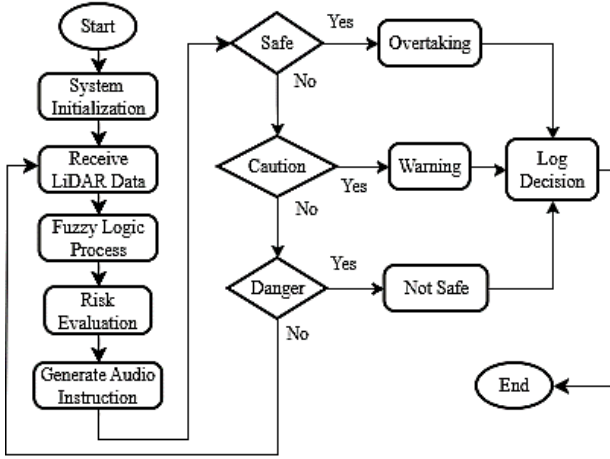 Start
System
Initialization
Receive
LiDAR Data
Fuzzy Logic
Process
Risk
Evaluation
Generate Audio
Instruction
Safe
Yes
Overtaking
No
Caution
Yes
Warning
Log
Decision
No
Danger
Yes
Not Safe
No
End